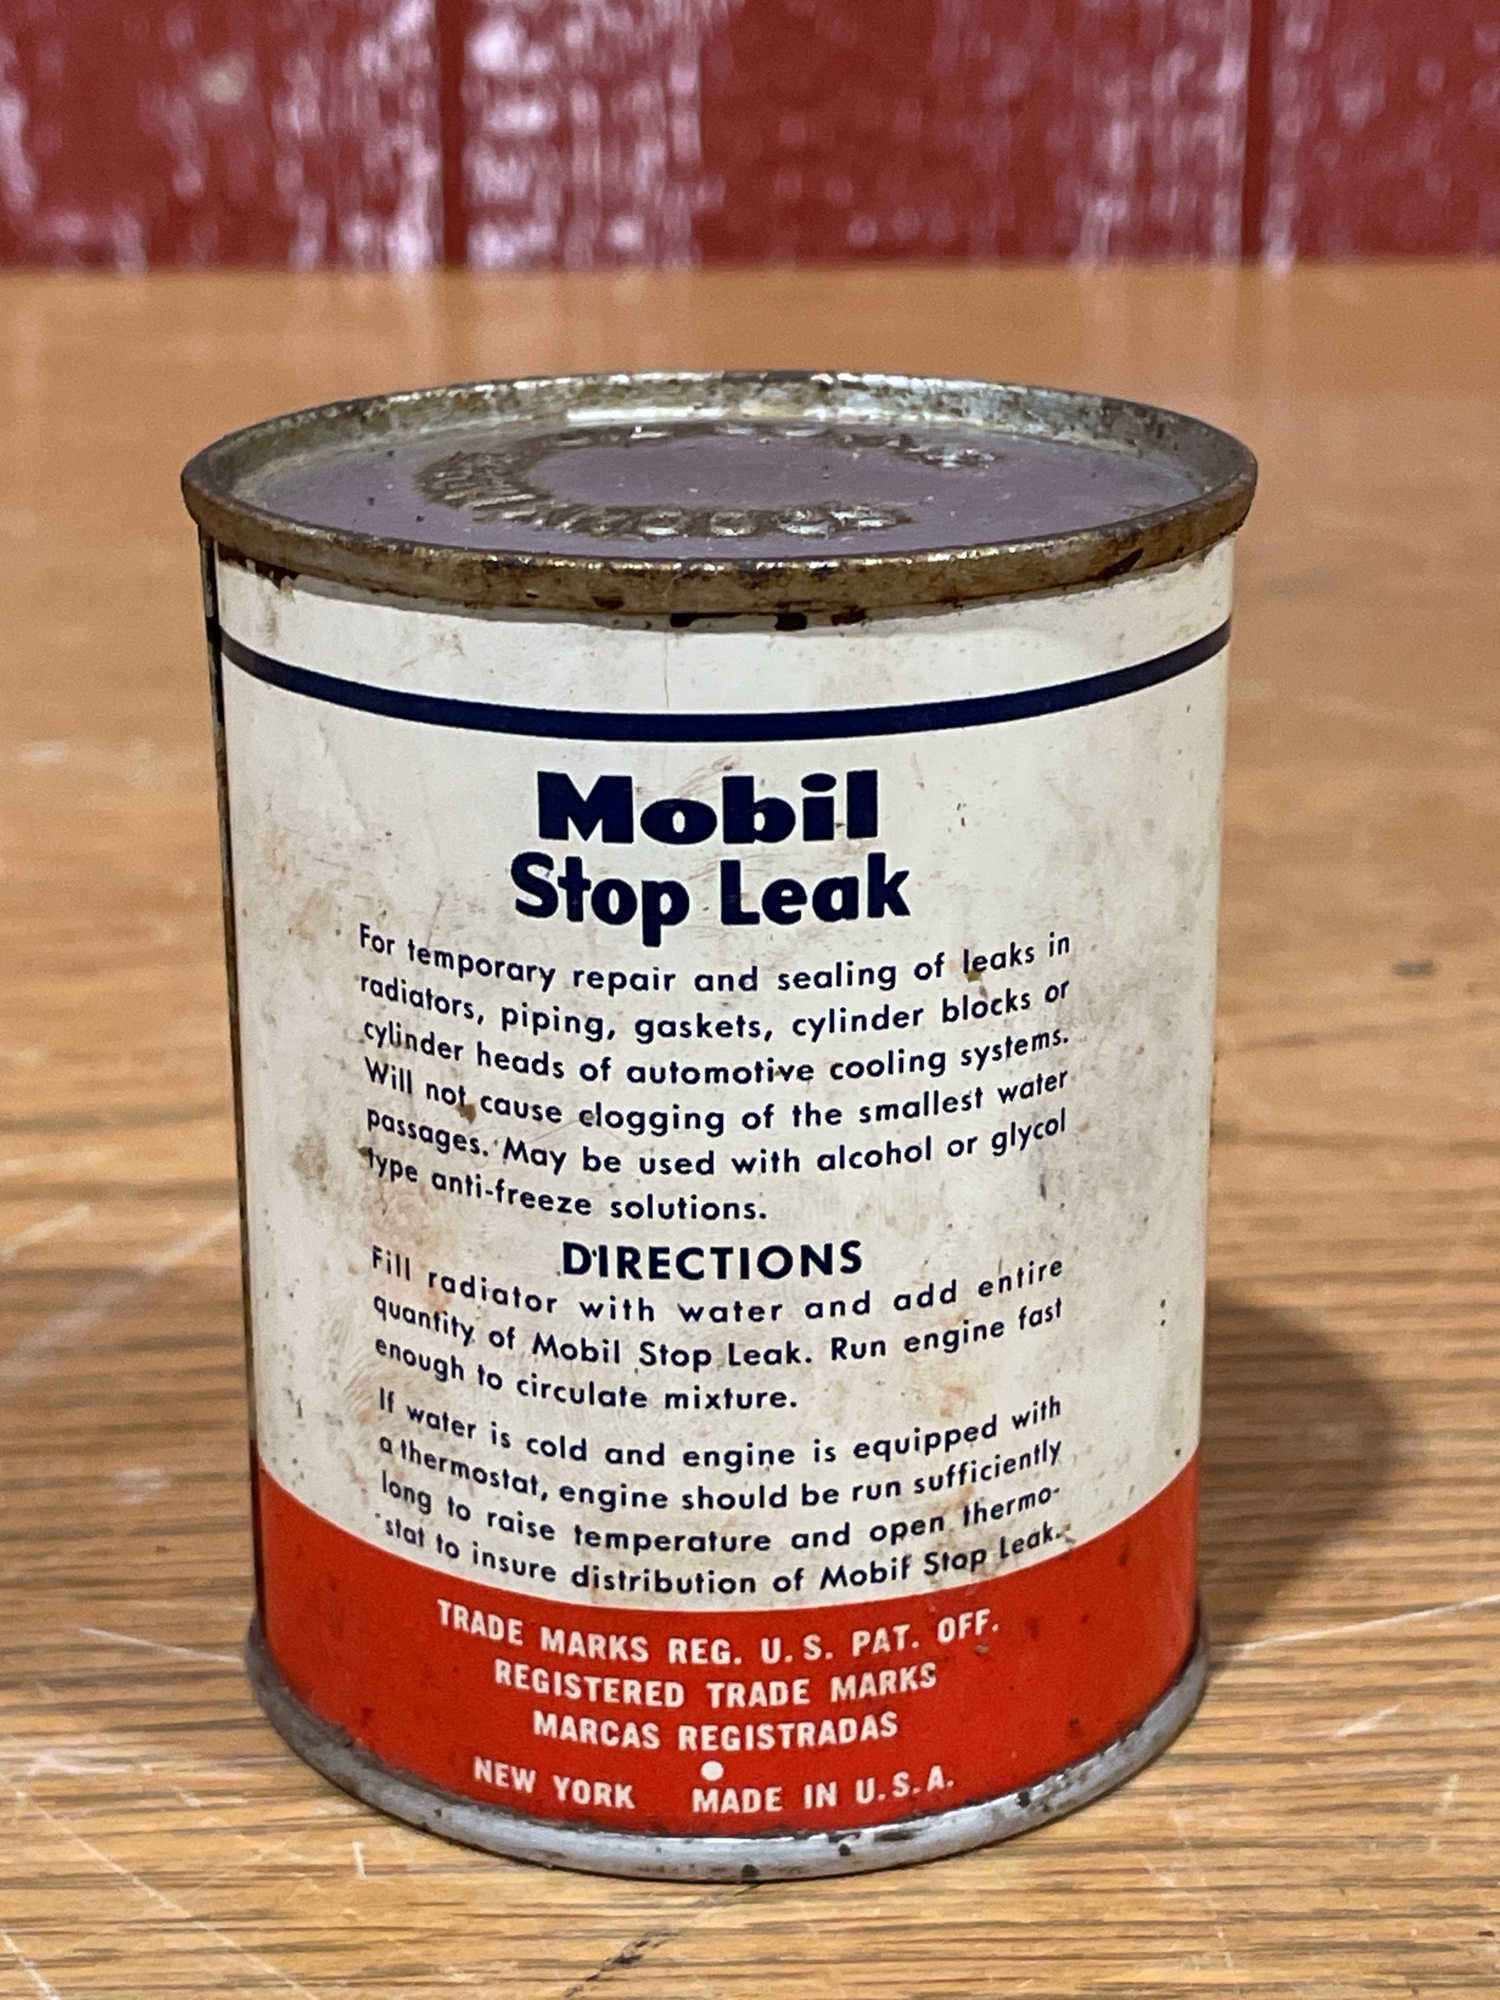 Mobil
Stop Leak
For temporary repair and sealing of leaks in
radiators, piping, gaskets, cylinder blocks or
cylinder heads of automotive cooling systems.
Will not cause clogging of the smallest water
passages. May be used with alcohol or glycol
type anti-freeze solutions.
DIRECTIONS
Fill radiator with water and add entire
quantity of Mobil Stop Leak. Run engine fast
enough to circulate mixture.
If water is cold and engine is equipped with
a thermostat, engine should be run sufficiently
long to raise temperature and open thermo-
stat to insure distribution of Mobil Stop Leak.
TRADE MARKS REG. U. S. PAT. OFF.
REGISTERED TRADE MARKS
MARCAS REGISTRADAS
NEW YORK MADE IN U.S.A.